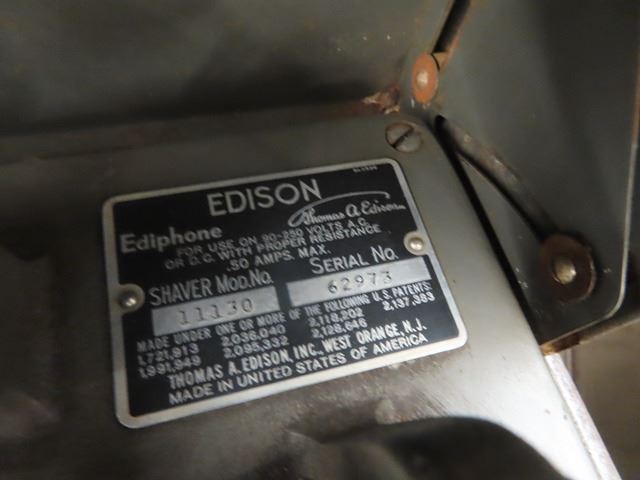 EDISON
Thomas A Edison
Ediphone
FOR USE ON 90-250 VOLTS A.C.
OR D.C. WITH PROPER RESISTANCE
.50 AMPS. MAX.
SHAVER MOD. NO. SERIAL NO.
11130 62973
MADE UNDER ONE OR MORE OF THE FOLLOWING U.S. PATENTS:
1,721,913 2,038,040 2,118,202 2,137,383
1,991,943 2,095,332 2,128,646
THOMAS A. EDISON, INC., WEST ORANGE, N.J.
MADE IN UNITED STATES OF AMERICA